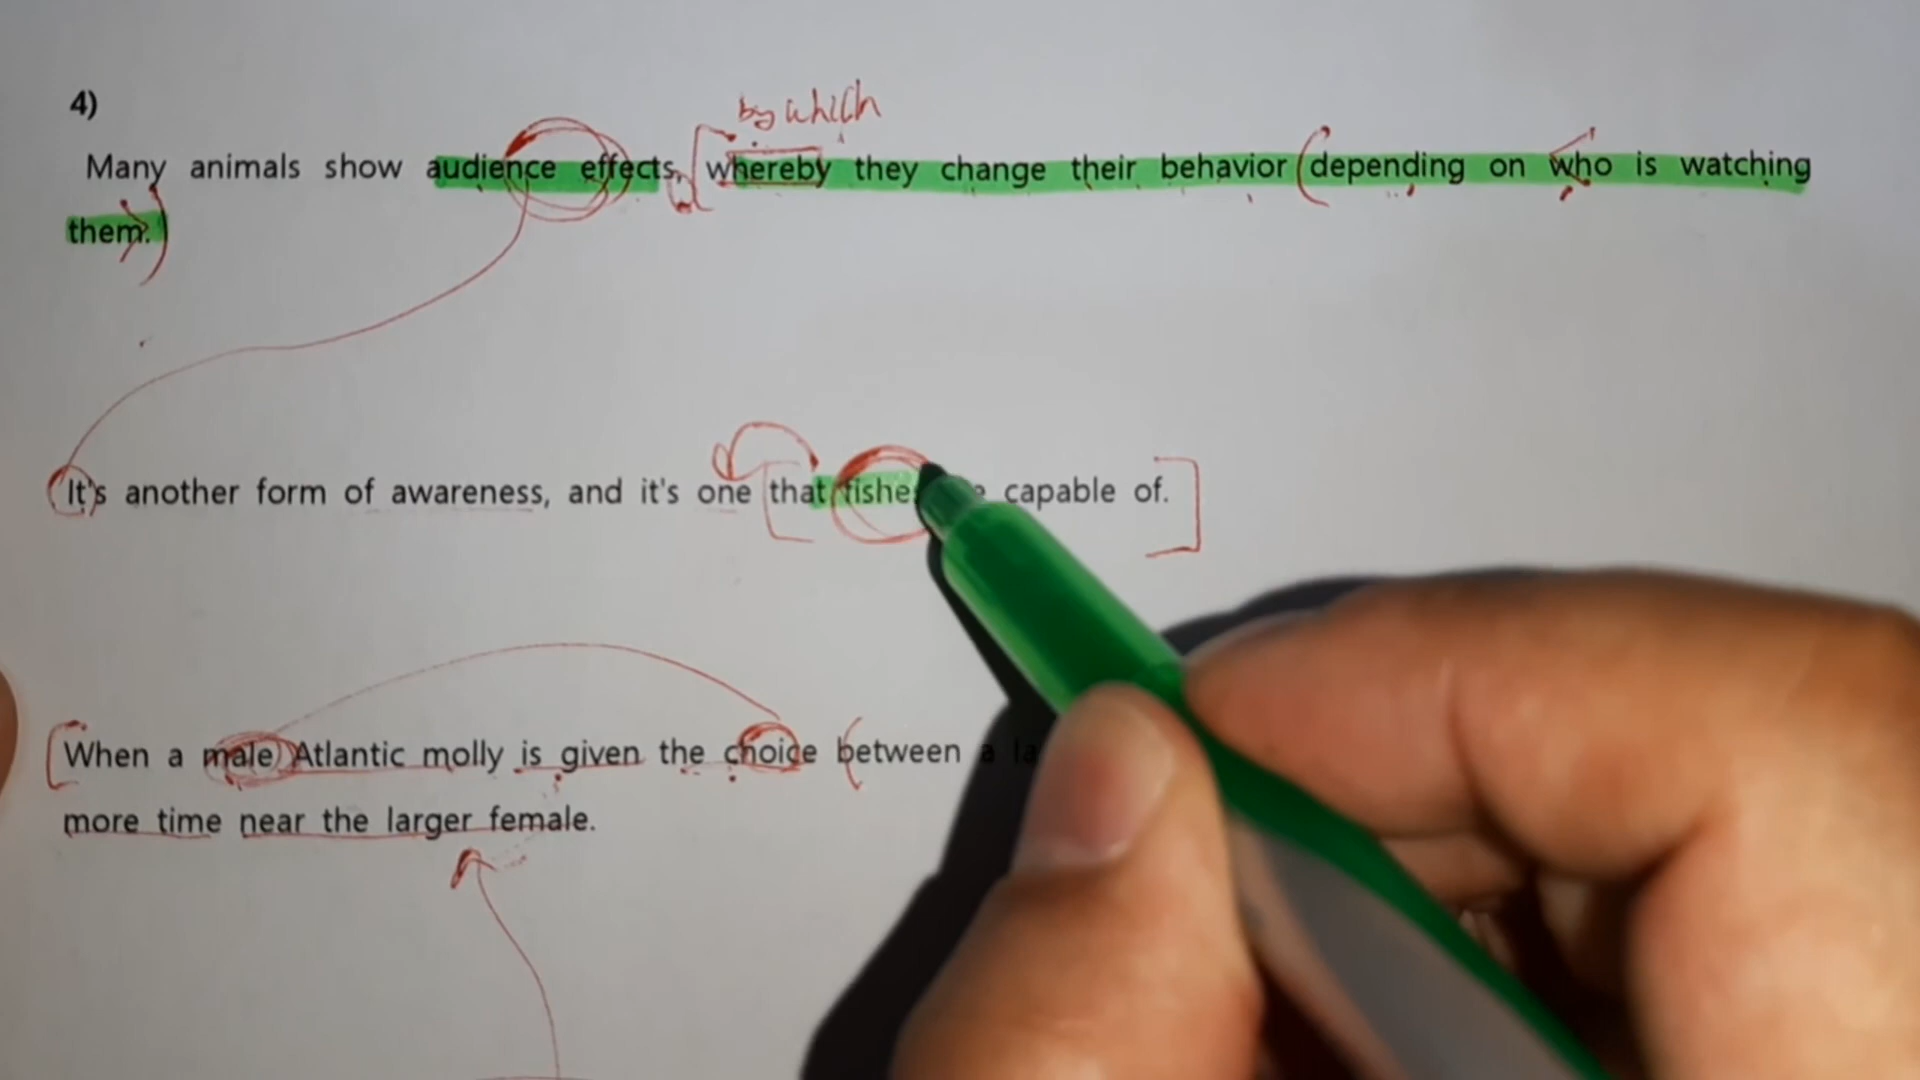 4)
by which
Many animals show audience effects, whereby they change their behavior depending on who is watching
them.
It's another form of awareness, and it's one that capable of.
When a male Atlantic molly is given the choice between a
more time near the larger female.